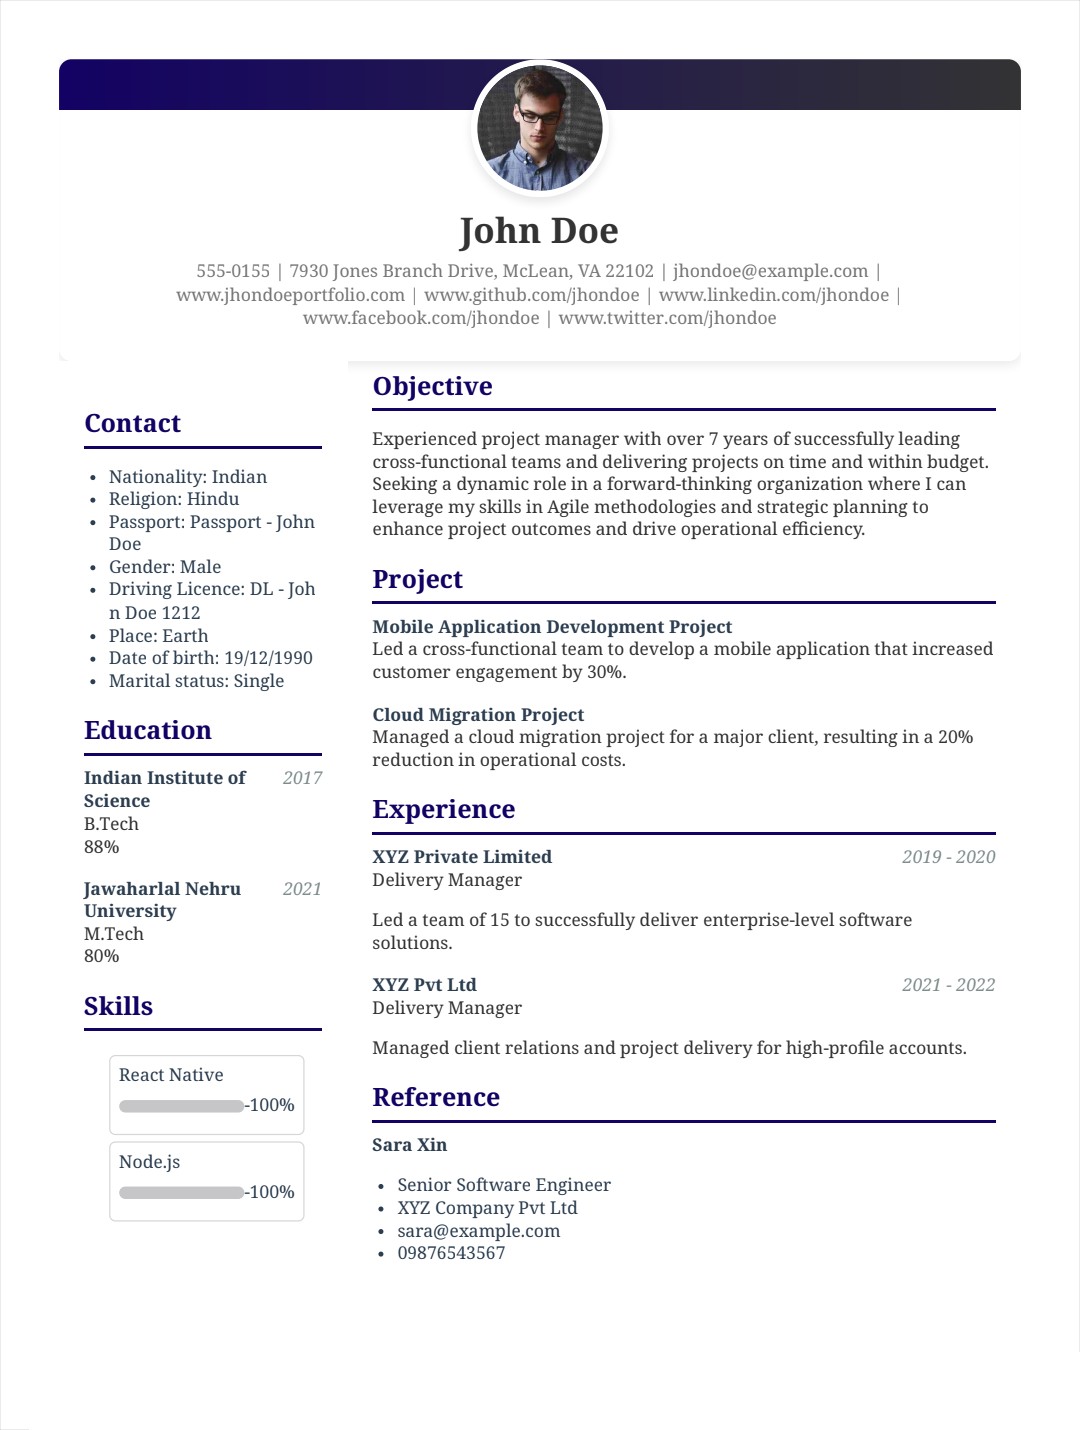 John Doe
555-0155 | 7930 Jones Branch Drive, McLean, VA 22102 | jhondoe@example.com |
www.jhondoeportfolio.com | www.github.com/jhondoe | www.linkedin.com/jhondoe |
www.facebook.com/jhondoe | www.twitter.com/jhondoe
Contact
• Nationality: Indian
• Religion: Hindu
• Passport: Passport - John
Doe
• Gender: Male
• Driving Licence: DL - Joh
n Doe 1212
• Place: Earth
• Date of birth: 19/12/1990
• Marital status: Single
Education
Indian Institute of 2017
Science
B.Tech
88%
Jawaharlal Nehru 2021
University
M.Tech
80%
Skills
React Native
-100%
Node.js
-100%
Objective
Experienced project manager with over 7 years of successfully leading
cross-functional teams and delivering projects on time and within budget.
Seeking a dynamic role in a forward-thinking organization where I can
leverage my skills in Agile methodologies and strategic planning to
enhance project outcomes and drive operational efficiency.
Project
Mobile Application Development Project
Led a cross-functional team to develop a mobile application that increased
customer engagement by 30%.
Cloud Migration Project
Managed a cloud migration project for a major client, resulting in a 20%
reduction in operational costs.
Experience
XYZ Private Limited 2019 - 2020
Delivery Manager
Led a team of 15 to successfully deliver enterprise-level software
solutions.
XYZ Pvt Ltd 2021 - 2022
Delivery Manager
Managed client relations and project delivery for high-profile accounts.
Reference
Sara Xin
• Senior Software Engineer
• XYZ Company Pvt Ltd
• sara@example.com
• 09876543567